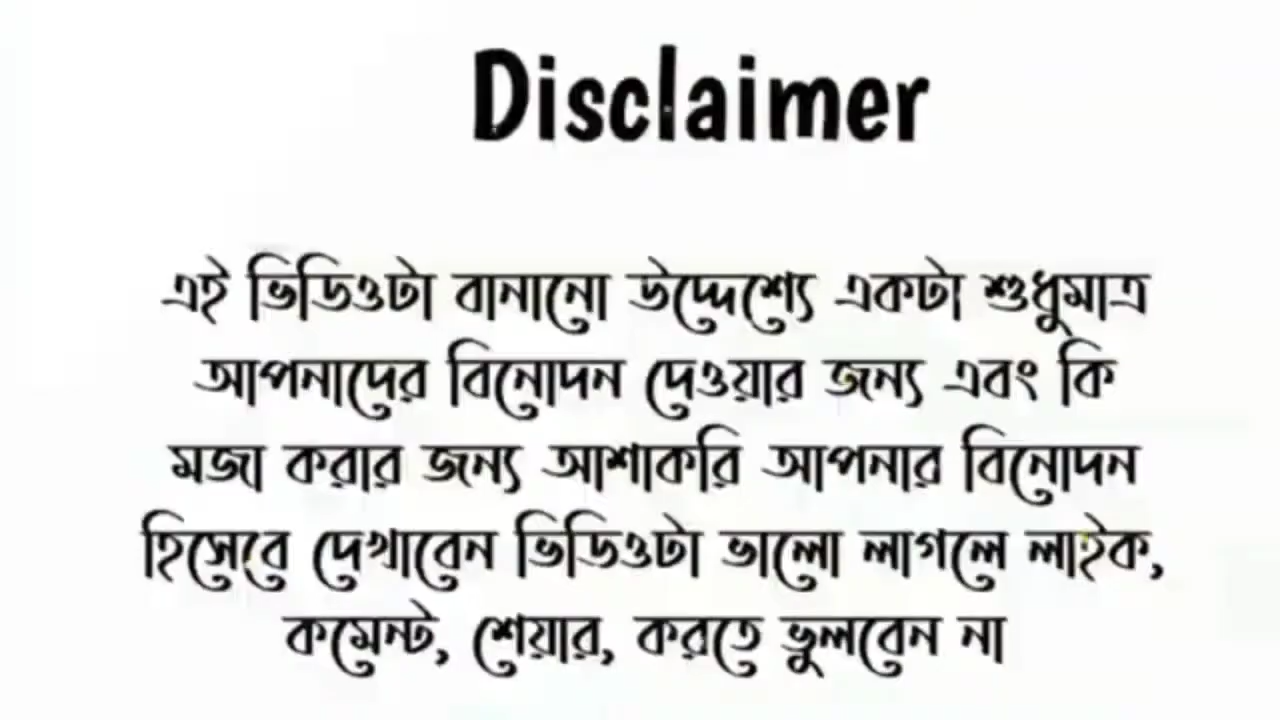 Disclaimer
এই ভিডিওটা বানানো উদ্দেশ্যে একটা শুধুমাত্র
আপনাদের বিনোদন দেওয়ার জন্য এবং কি
মজা করার জন্য আশাকরি আপনার বিনোদন
হিসেবে দেখাবেন ভিডিওটা ভালো লাগলে লাইক,
কমেন্ট, শেয়ার, করতে ভুলবেন না